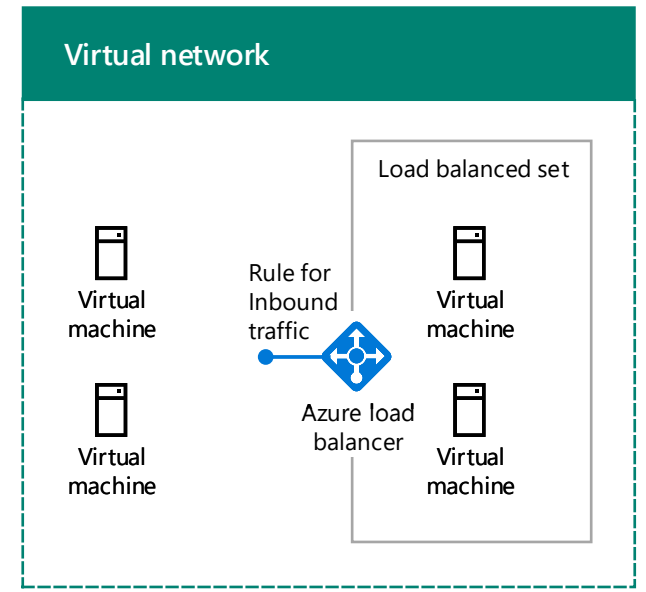 Virtual network
Load balanced set
Virtual
machine
Rule for
Inbound
traffic
Virtual
machine
Azure load
balancer
Virtual
machine
Virtual
machine